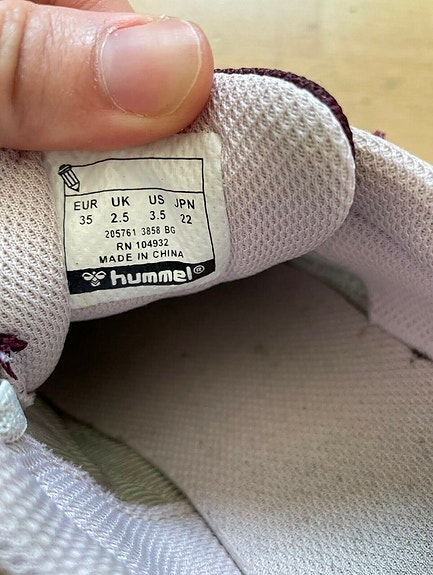 EUR UK US JPN
35 2.5 3.5 22
205761 3858 BG
RN 104932
MADE IN CHINA
hummel®